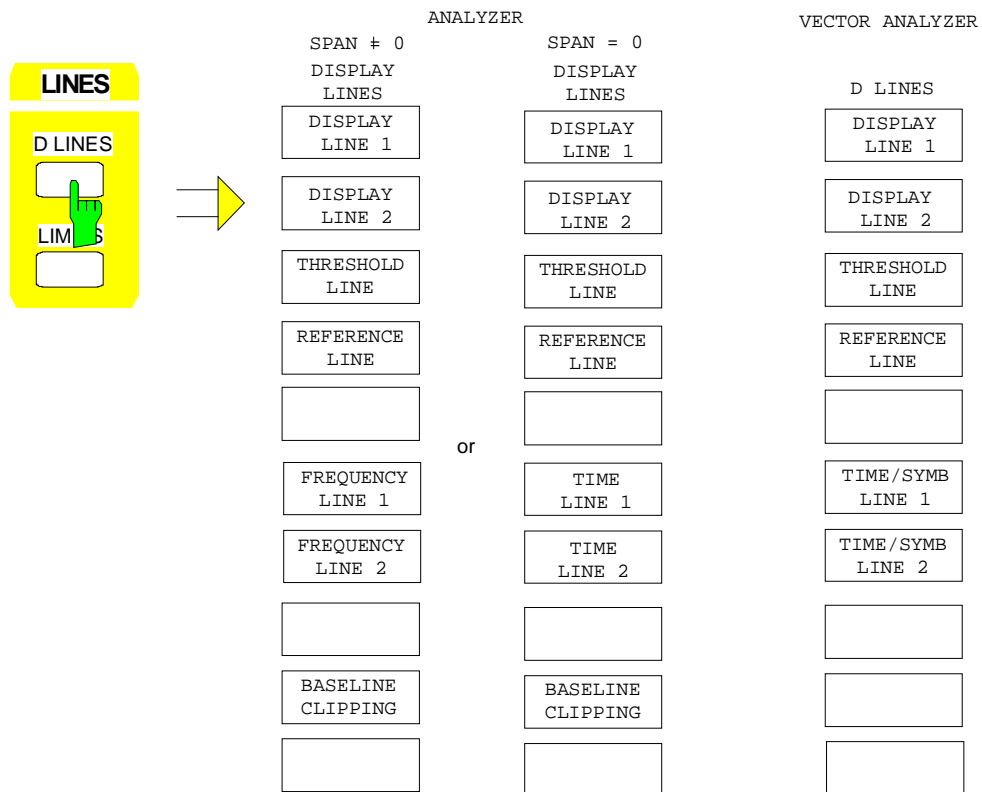 ANALYZER
VECTOR ANALYZER
LINES
D LINES
LIM S
SPAN ǂ 0
DISPLAY
LINES
DISPLAY
LINE 1
DISPLAY
LINE 2
THRESHOLD
LINE
REFERENCE
LINE
FREQUENCY
LINE 1
FREQUENCY
LINE 2
BASELINE
CLIPPING
or
SPAN = 0
DISPLAY
LINES
DISPLAY
LINE 1
DISPLAY
LINE 2
THRESHOLD
LINE
REFERENCE
LINE
TIME
LINE 1
TIME
LINE 2
BASELINE
CLIPPING
D LINES
DISPLAY
LINE 1
DISPLAY
LINE 2
THRESHOLD
LINE
REFERENCE
LINE
TIME/SYMB
LINE 1
TIME/SYMB
LINE 2